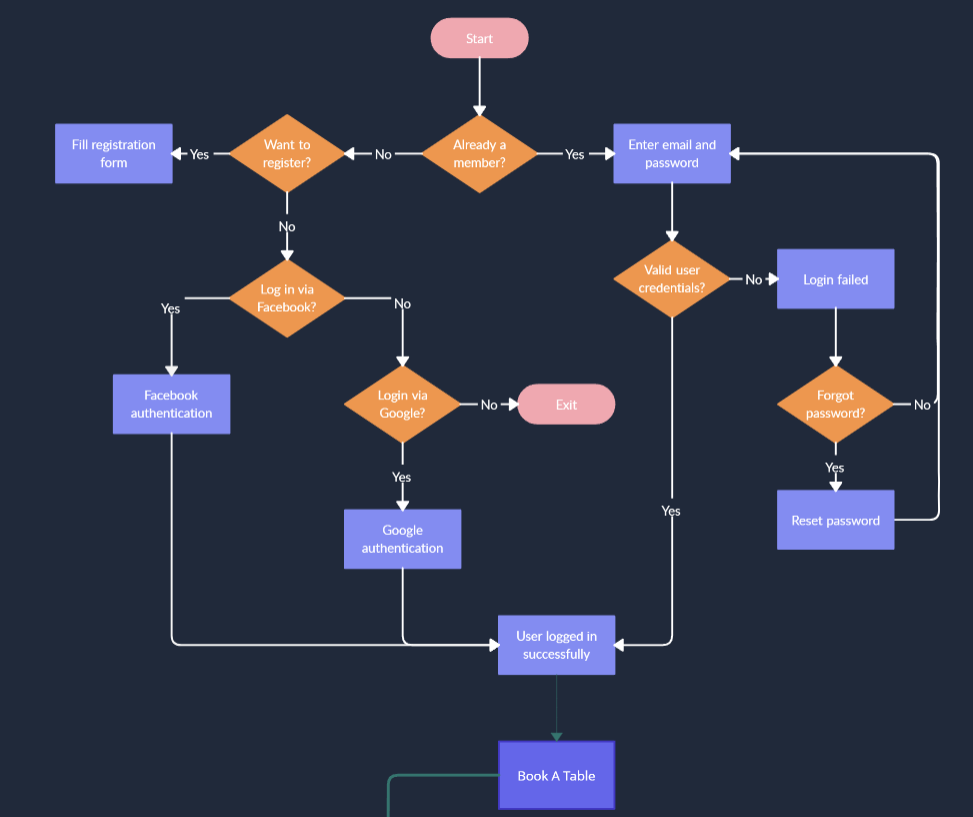 Start
Fill registration
form
Yes
Want to
register?
No
Already a
member?
Yes
Enter email and
password
No
Valid user
credentials?
No
Login failed
Log in via
Facebook?
Yes
No
Facebook
authentication
Login via
Google?
No
Exit
Forgot
password?
No
Yes
Yes
Yes
Reset password
Google
authentication
User logged in
successfully
Book A Table